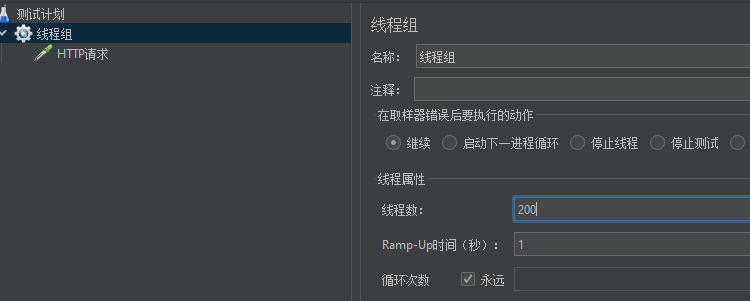 测试计划
线程组
HTTP请求
线程组
名称： 线程组
注释：
在取样器错误后要执行的动作
继续 启动下一进程循环 停止线程 停止测试
线程属性
线程数： 200
Ramp-Up时间（秒）： 1
循环次数 永远